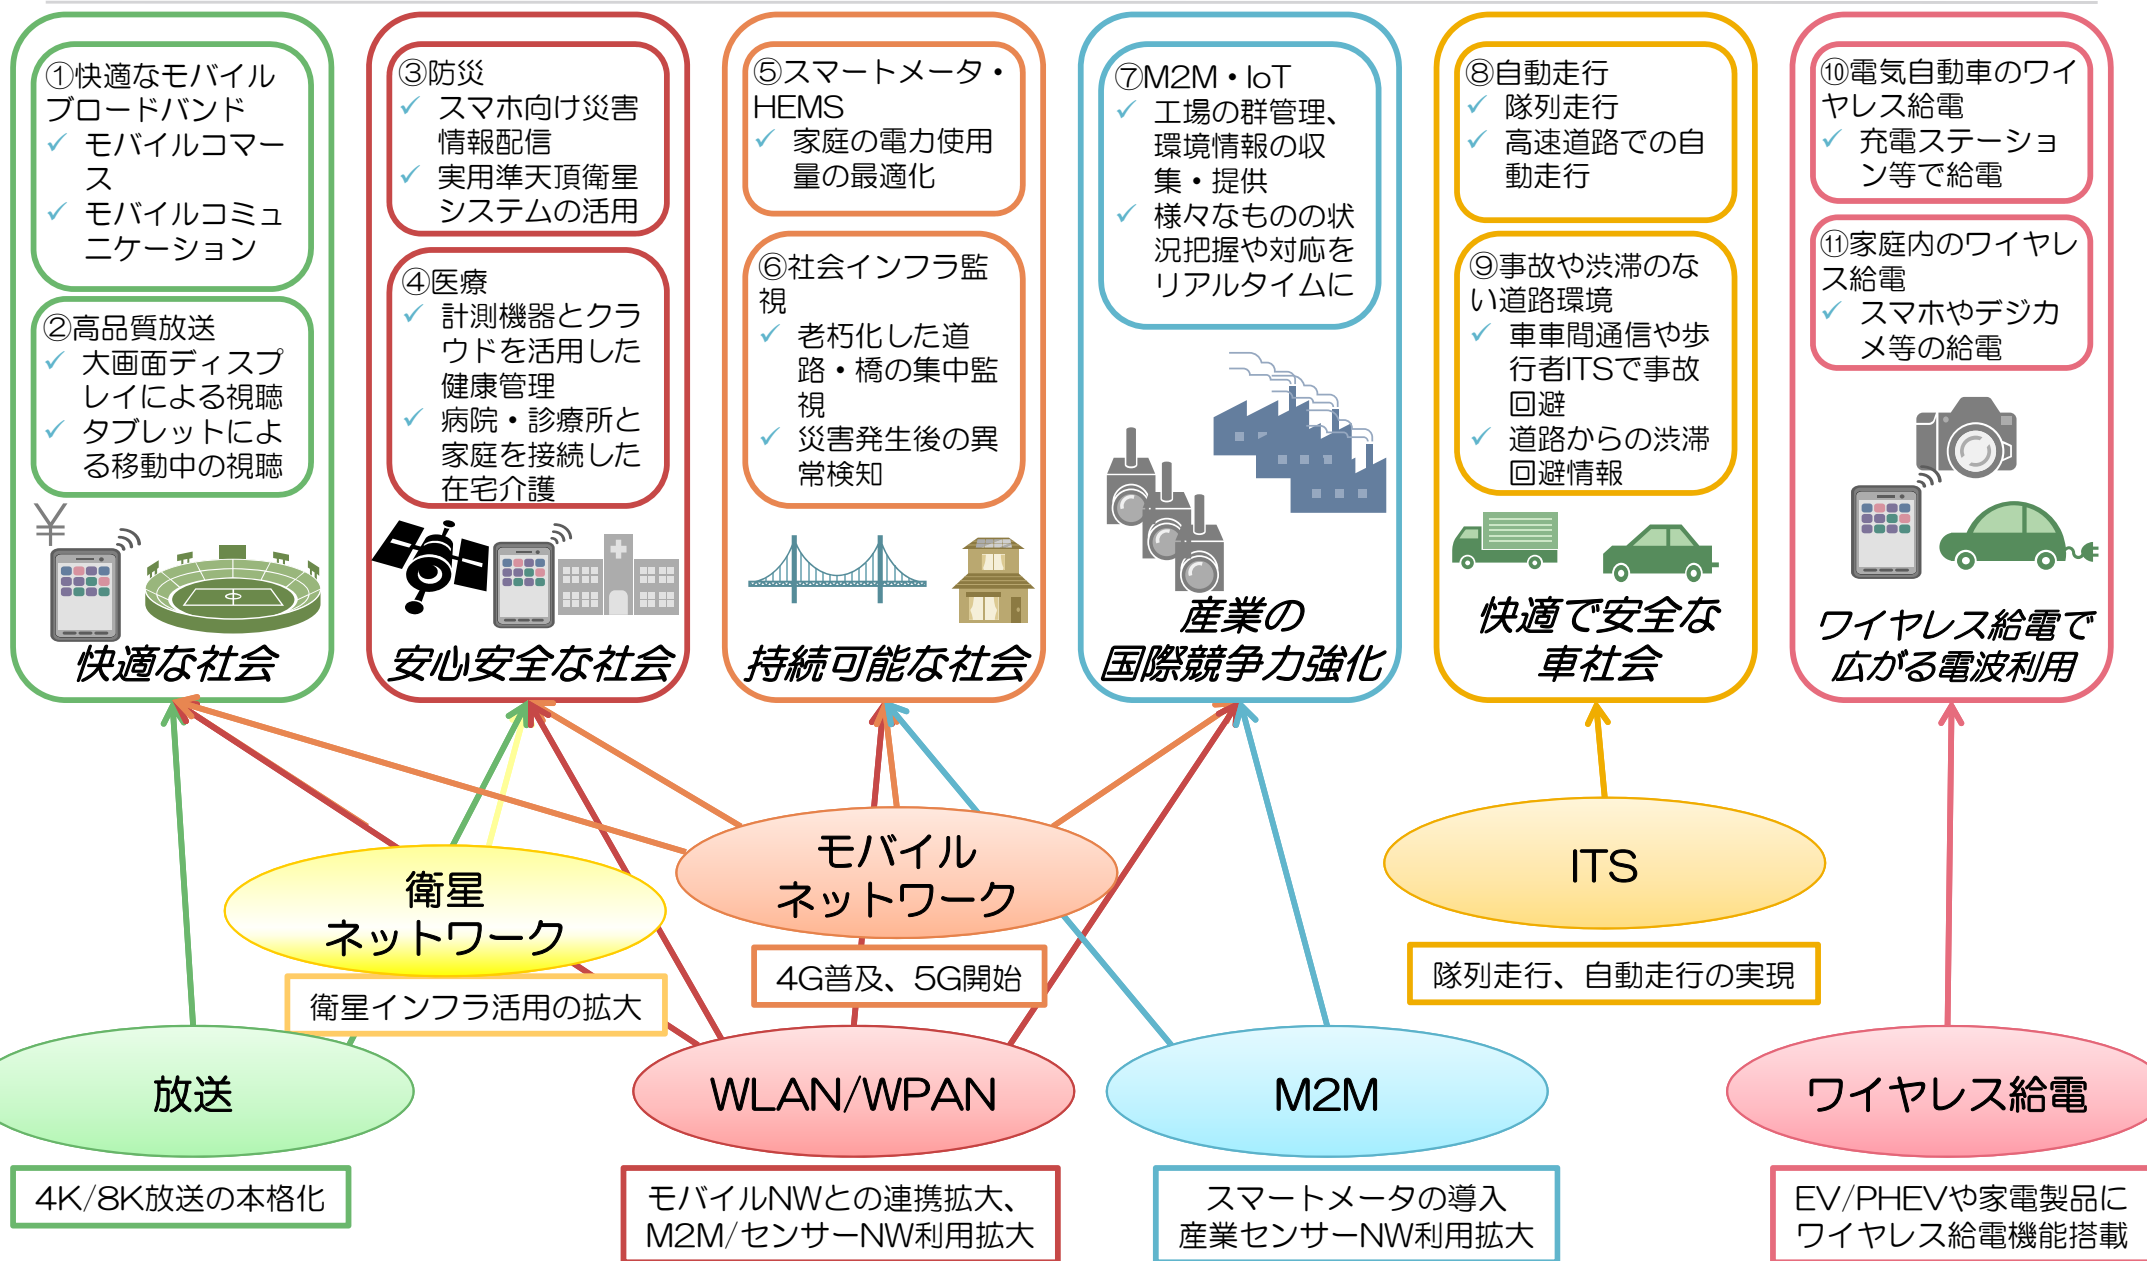 ①快適なモバイル
ブロードバンド
✓ モバイルコマー
ス
✓ モバイルコミュ
ニケーション
②高品質放送
✓ 大画面ディスプ
レイによる視聴
✓ タブレットによ
る移動中の視聴
¥
快適な社会
③防災
✓ スマホ向け災害
情報配信
✓ 実用準天頂衛星
システムの活用
④医療
✓ 計測機器とクラ
ウドを活用した
健康管理
✓ 病院・診療所と
家庭を接続した
在宅介護
安心安全な社会
⑤スマートメータ・
HEMS
✓ 家庭の電力使用
量の最適化
⑥社会インフラ監
視
✓ 老朽化した道
路・橋の集中監
視
✓ 災害発生後の異
常検知
持続可能な社会
⑦M2M・IoT
✓ 工場の群管理、
環境情報の収
集・提供
✓ 様々なものの状
況把握や対応を
リアルタイムに
産業の
国際競争力強化
⑧自動走行
✓ 隊列走行
✓ 高速道路での自
動走行
⑨事故や渋滞のな
い道路環境
✓ 車車間通信や歩
行者ITSで事故
回避
✓ 道路からの渋滞
回避情報
快適で安全な
車社会
⑩電気自動車のワイ
ヤレス給電
✓ 充電ステーショ
ン等で給電
⑪家庭内のワイヤレ
ス給電
✓ スマホやデジカ
メ等の給電
ワイヤレス給電で
広がる電波利用
衛星
ネットワーク
衛星インフラ活用の拡大
モバイル
ネットワーク
4G普及、5G開始
ITS
隊列走行、自動走行の実現
放送
4K/8K放送の本格化
WLAN/WPAN
モバイルNWとの連携拡大、
M2M/センサーNW利用拡大
M2M
スマートメータの導入
産業センサーNW利用拡大
ワイヤレス給電
EV/PHEVや家電製品に
ワイヤレス給電機能搭載